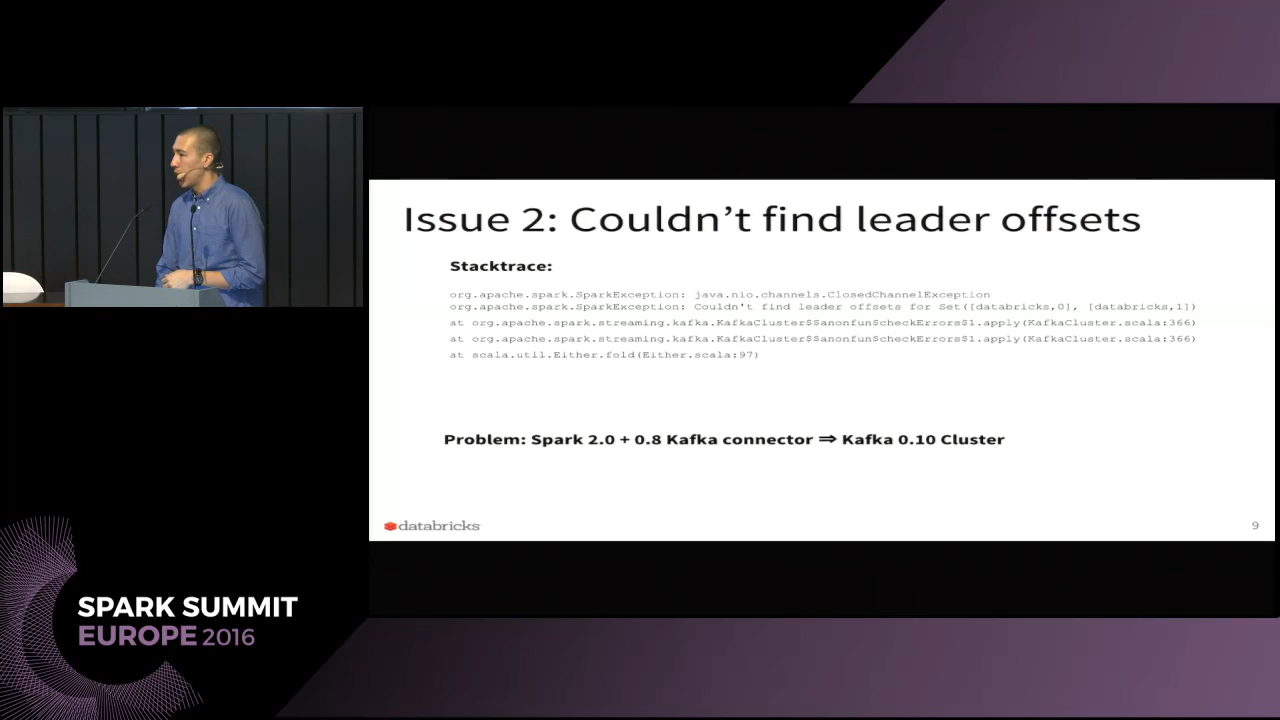 Issue 2: Couldn't find leader offsets
Stacktrace:
org.apache.spark.SparkException: java.nio.channels.ClosedChannelException
org.apache.spark.SparkException: Couldn't find leader offsets for Set([databricks,0], [databricks,1])
at org.apache.spark.streaming.kafka.KafkaCluster$$anonfun$checkErrors$1.apply(KafkaCluster.scala:366)
at org.apache.spark.streaming.kafka.KafkaCluster$$anonfun$checkErrors$1.apply(KafkaCluster.scala:366)
at scala.util.Either.fold(Either.scala:97)
Problem: Spark 2.0 + 0.8 Kafka connector ⇒ Kafka 0.10 Cluster
databricks
9
SPARK SUMMIT
EUROPE 2016